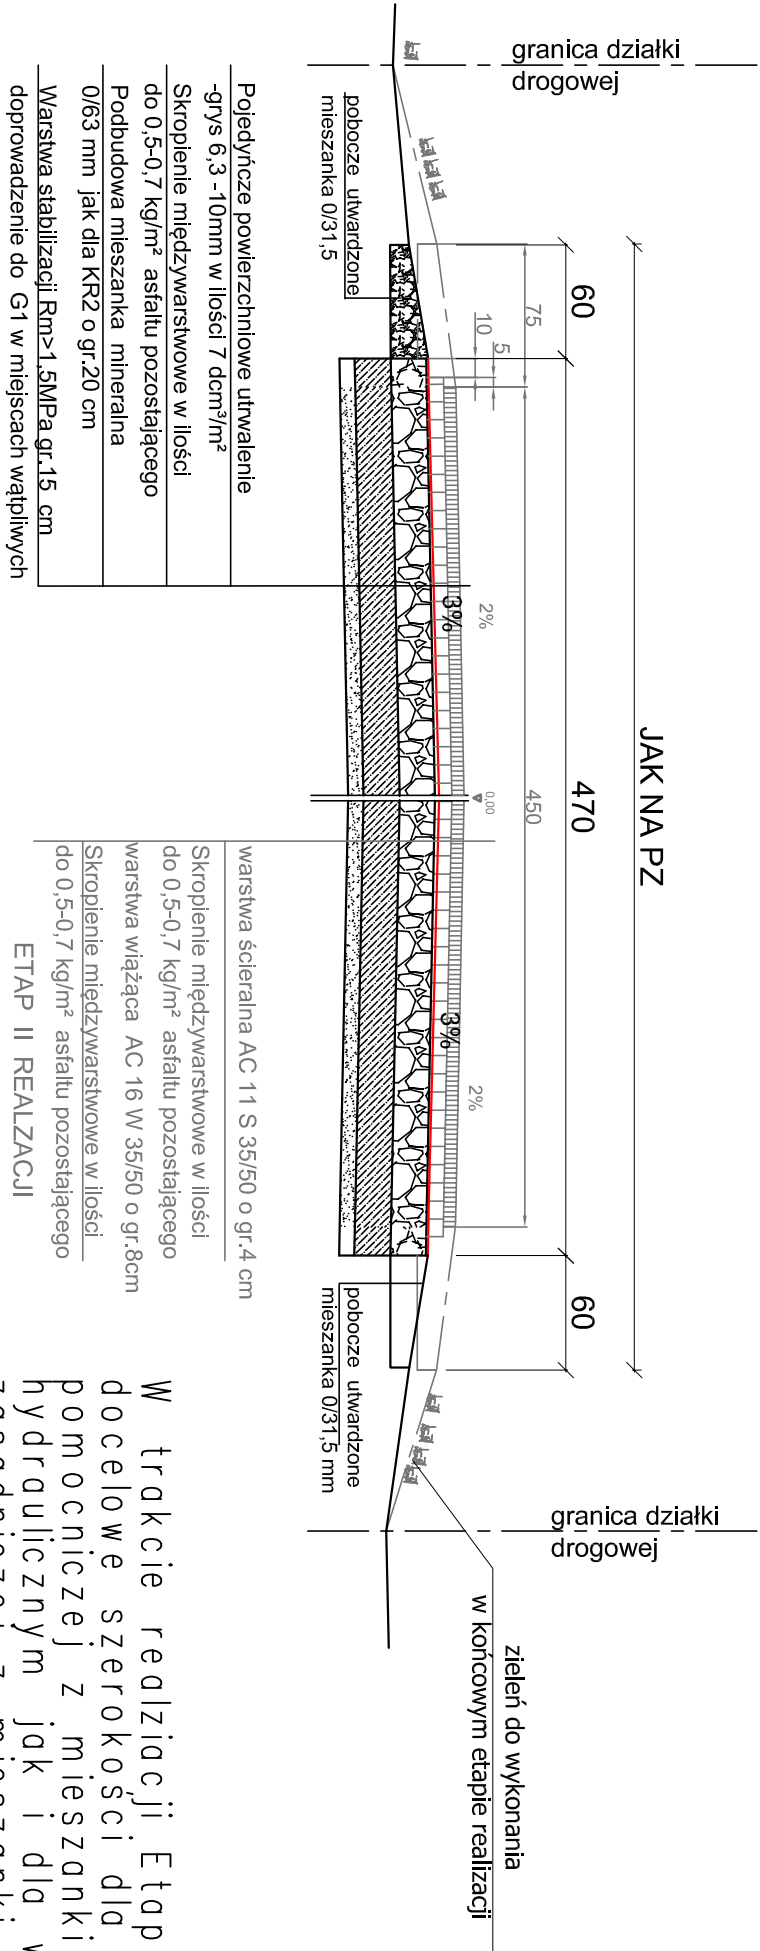 JAK NA PZ
granica działki
drogowej
granica działki
drogowej
60
470
60
75
450
5
10
0,00
2%
3%
3%
2%
zieleń do wykonania
w końcowym etapie realizacji
pobocze utwardzone
mieszanka 0/31,5
pobocze utwardzone
mieszanka 0/31,5 mm
Pojedyńcze powierzchniowe utrwalenie
-grys 6,3 -10mm w ilości 7 dcm³/m²
Skropienie międzywarstwowe w ilości
do 0,5-0,7 kg/m² asfaltu pozostającego
Podbudowa mieszanka mineralna
0/63 mm jak dla KR2 o gr.20 cm
Warstwa stabilizacji Rm>1,5MPa gr.15 cm
doprowadzenie do G1 w miejscach wątpliwych
warstwa ścieralna AC 11 S 35/50 o gr.4 cm
Skropienie międzywarstwowe w ilości
do 0,5-0,7 kg/m² asfaltu pozostającego
warstwa wiążąca AC 16 W 35/50 o gr.8cm
Skropienie międzywarstwowe w ilości
do 0,5-0,7 kg/m² asfaltu pozostającego
ETAP II REALZACJI
W trakcie realziacji Etap
docelowe szerokości dla
pomocniczej z mieszanki
hydraulicznym jak i dla